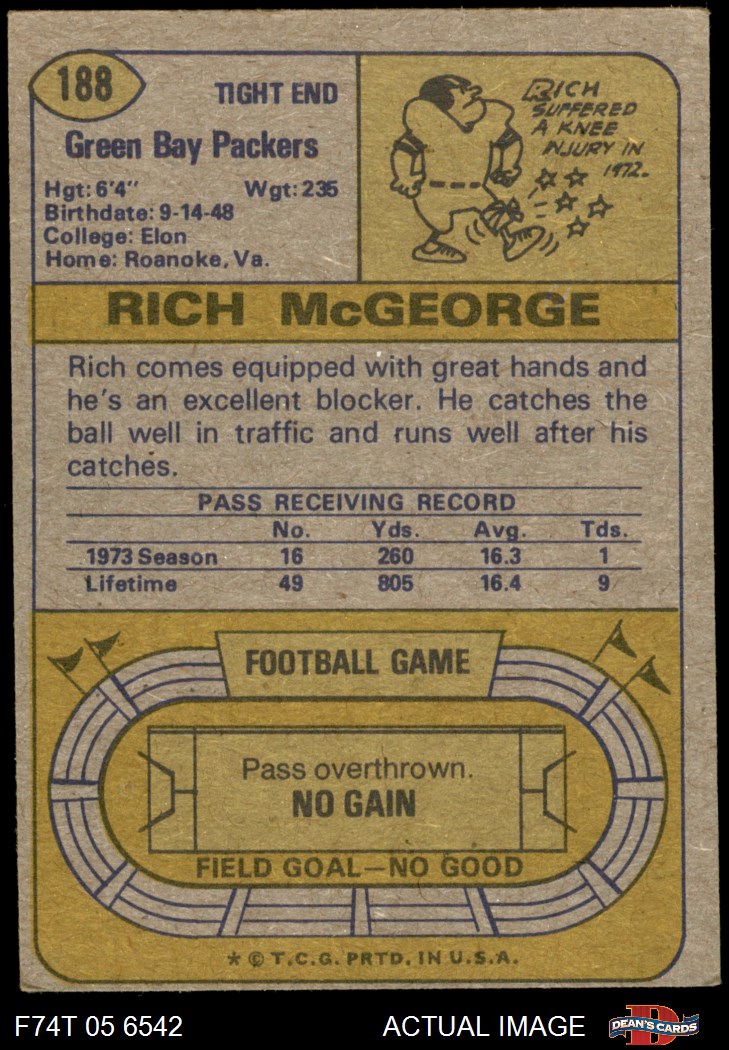 188
TIGHT END
Green Bay Packers
Hgt: 6'4" Wgt: 235
Birthdate: 9-14-48
College: Elon
Home: Roanoke, Va.
RICH
SUFFERED
A KNEE
INJURY IN
1972.
RICH McGEORGE
Rich comes equipped with great hands and
he's an excellent blocker. He catches the
ball well in traffic and runs well after his
catches.
PASS RECEIVING RECORD
No. Yds. Avg. Tds.
1973 Season 16 260 16.3 1
Lifetime 49 805 16.4 9
FOOTBALL GAME
Pass overthrown.
NO GAIN
FIELD GOAL—NO GOOD
* © T.C.G. PRTD. IN U.S.A.
F74T 05 6542 ACTUAL IMAGE D DEAN'S CARDS